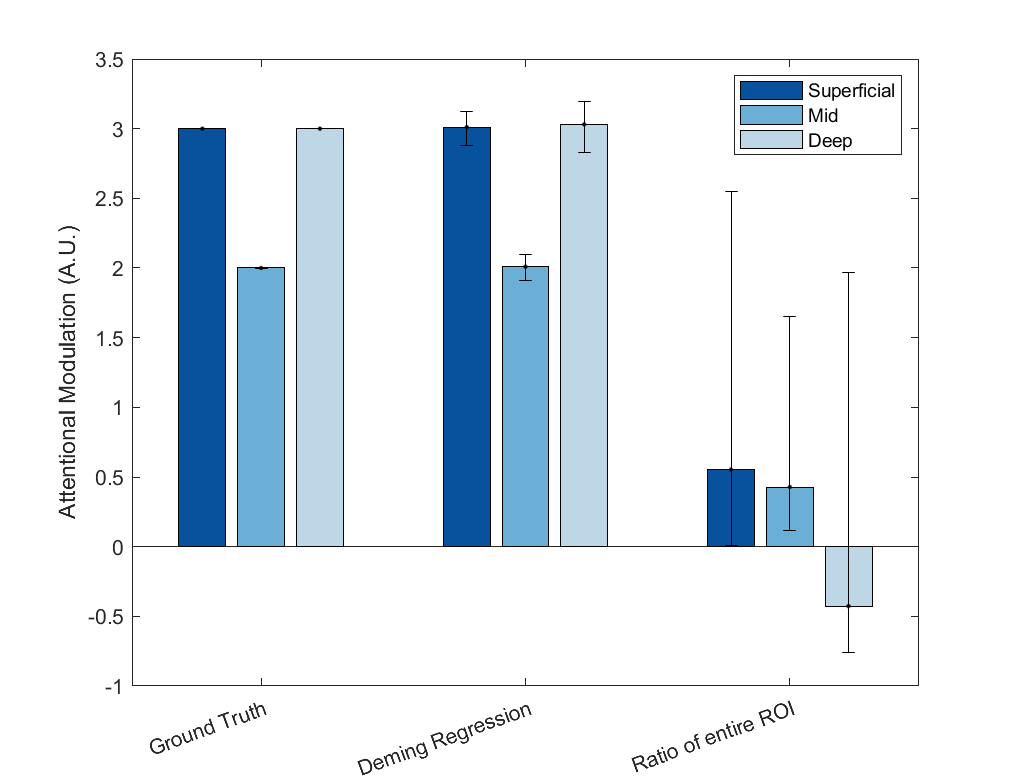 3.5
3
2.5
2
1.5
1
0.5
0
-0.5
-1
Attentional Modulation (A.U.)
Superficial
Mid
Deep
Ground Truth
Deming Regression
Ratio of entire ROI